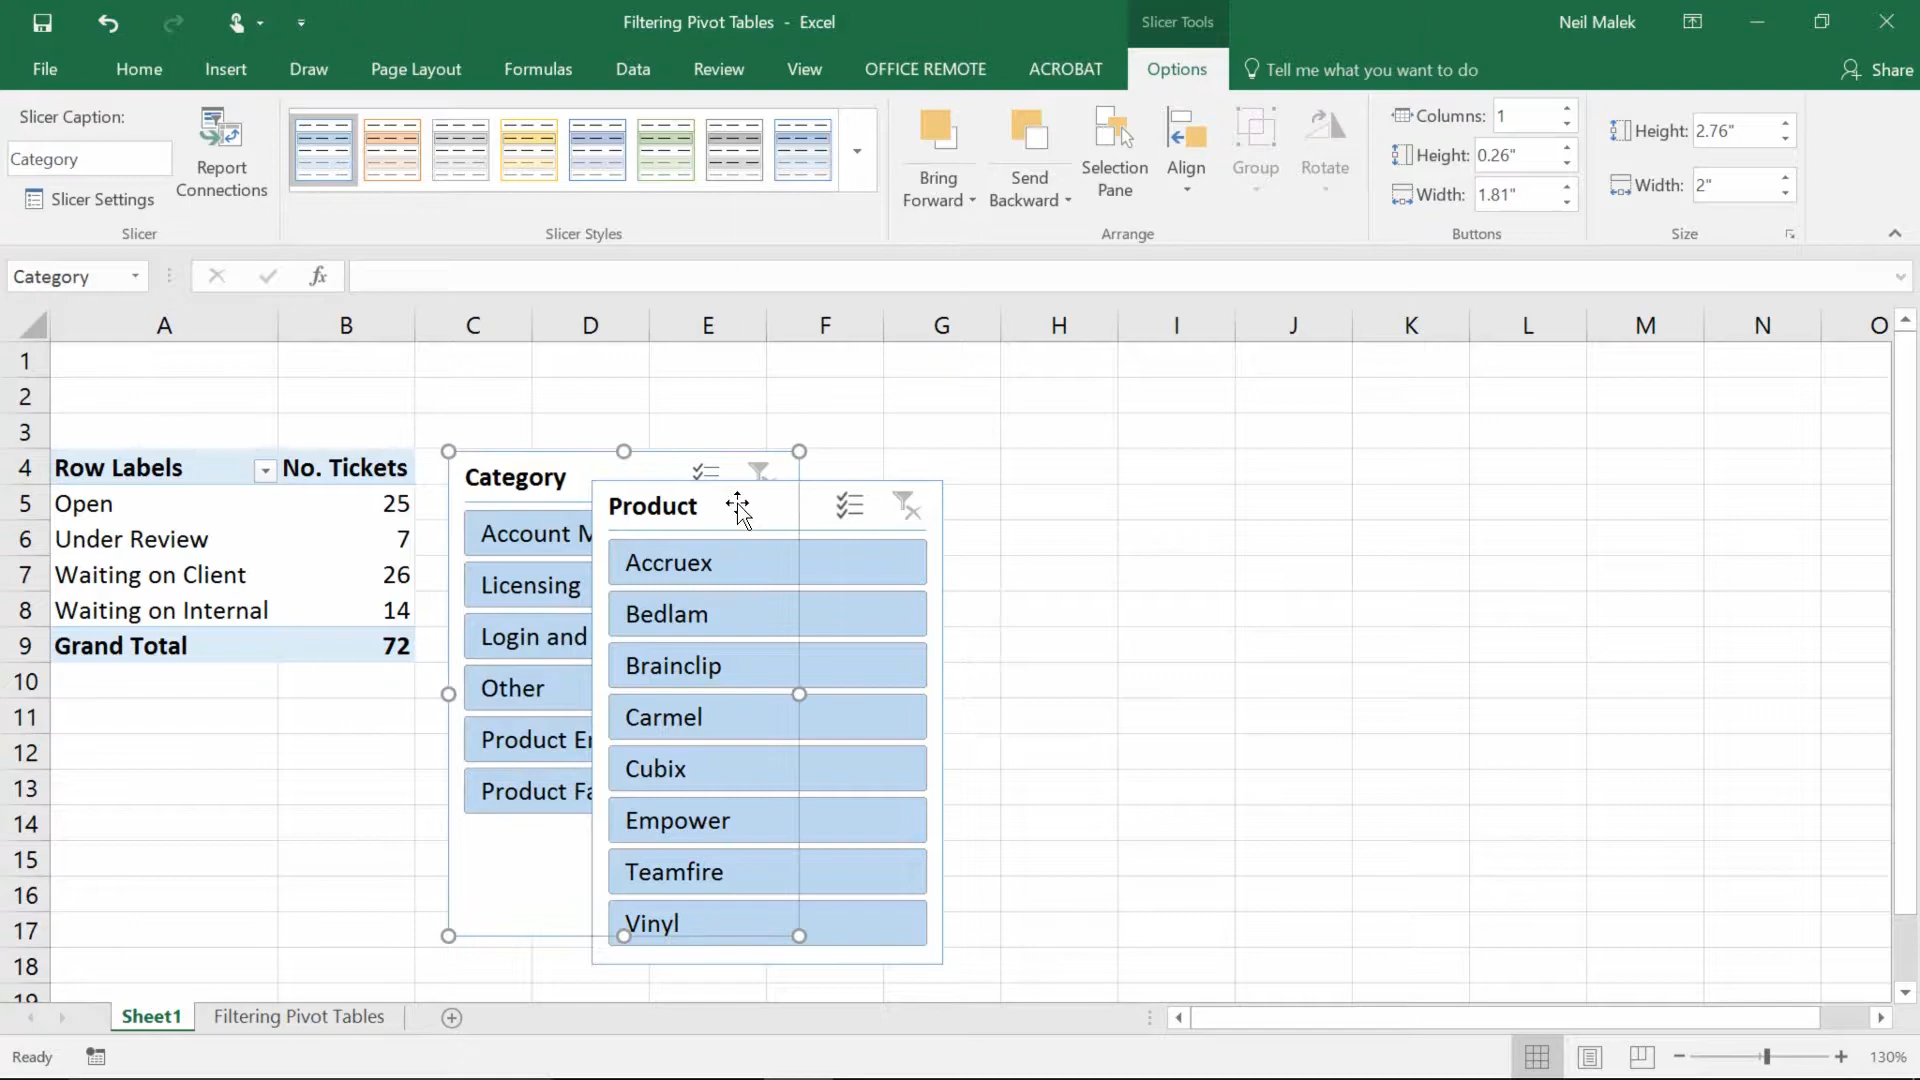 Filtering Pivot Tables - Excel
Slicer Tools
Neil Malek
File
Home
Insert
Draw
Page Layout
Formulas
Data
Review
View
OFFICE REMOTE
ACROBAT
Options
Tell me what you want to do
Share
Slicer Caption:
Category
Slicer Settings
Report
Connections
Slicer
Slicer Styles
Bring
Forward
Send
Backward
Selection
Pane
Align
Group
Rotate
Arrange
Columns: 1
Height: 0.26"
Width: 1.81"
Buttons
Height: 2.76"
Width: 2"
Size
Category
fx
A B C D E F G H I J K L M N O
1
2
3
4 Row Labels No. Tickets
5 Open 25
6 Under Review 7
7 Waiting on Client 26
8 Waiting on Internal 14
9 Grand Total 72
10
11
12
13
14
15
16
17
18
19
Category
Account M
Licensing
Login and
Other
Product Er
Product Fa
Product
Accruex
Bedlam
Brainclip
Carmel
Cubix
Empower
Teamfire
Vinyl
Sheet1
Filtering Pivot Tables
Ready
130%